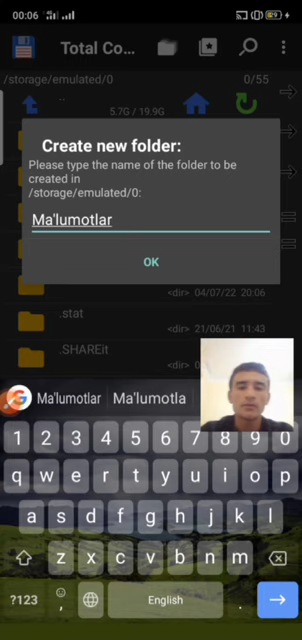 00:06
Total Co...
/storage/emulated/0
0/55
..
5.7G / 19.9G
Create new folder:
Please type the name of the folder to be
created in
/storage/emulated/0:
Ma'lumotlar
OK
<dir> 04/07/22 20:06
.stat
<dir> 21/06/21 11:43
.SHAREit
<dir>
Ma'lumotlar Ma'lumotla
1 2 3 4 5 6 7 8 9 0
q w e r t y u i o p
a s d f g h j k l
z x c v b n m
?123 , English .